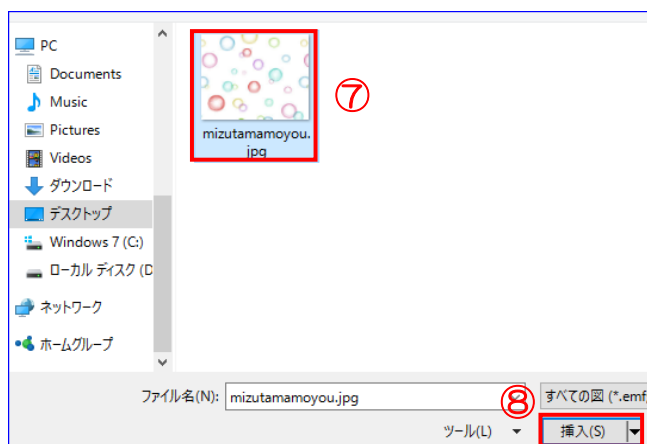 PC
Documents
Music
Pictures
Videos
ダウンロード
デスクトップ
Windows 7 (C:)
ローカル ディスク (D
ネットワーク
ホームグループ
mizutamamoyou.
jpg
⑦
ファイル名(N): mizutamamoyou.jpg
⑧
すべての図 (*.emf;
ツール(L)
挿入(S)